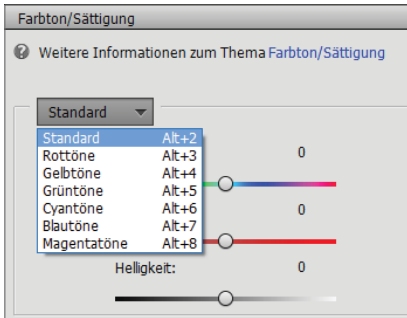 Farbton/Sättigung
? Weitere Informationen zum Thema Farbton/Sättigung
Standard
Standard Alt+2
Rottöne Alt+3
0
Gelbtöne Alt+4
Grüntöne Alt+5
Cyantöne Alt+6
0
Blautöne Alt+7
Magentatöne Alt+8
Helligkeit: 0